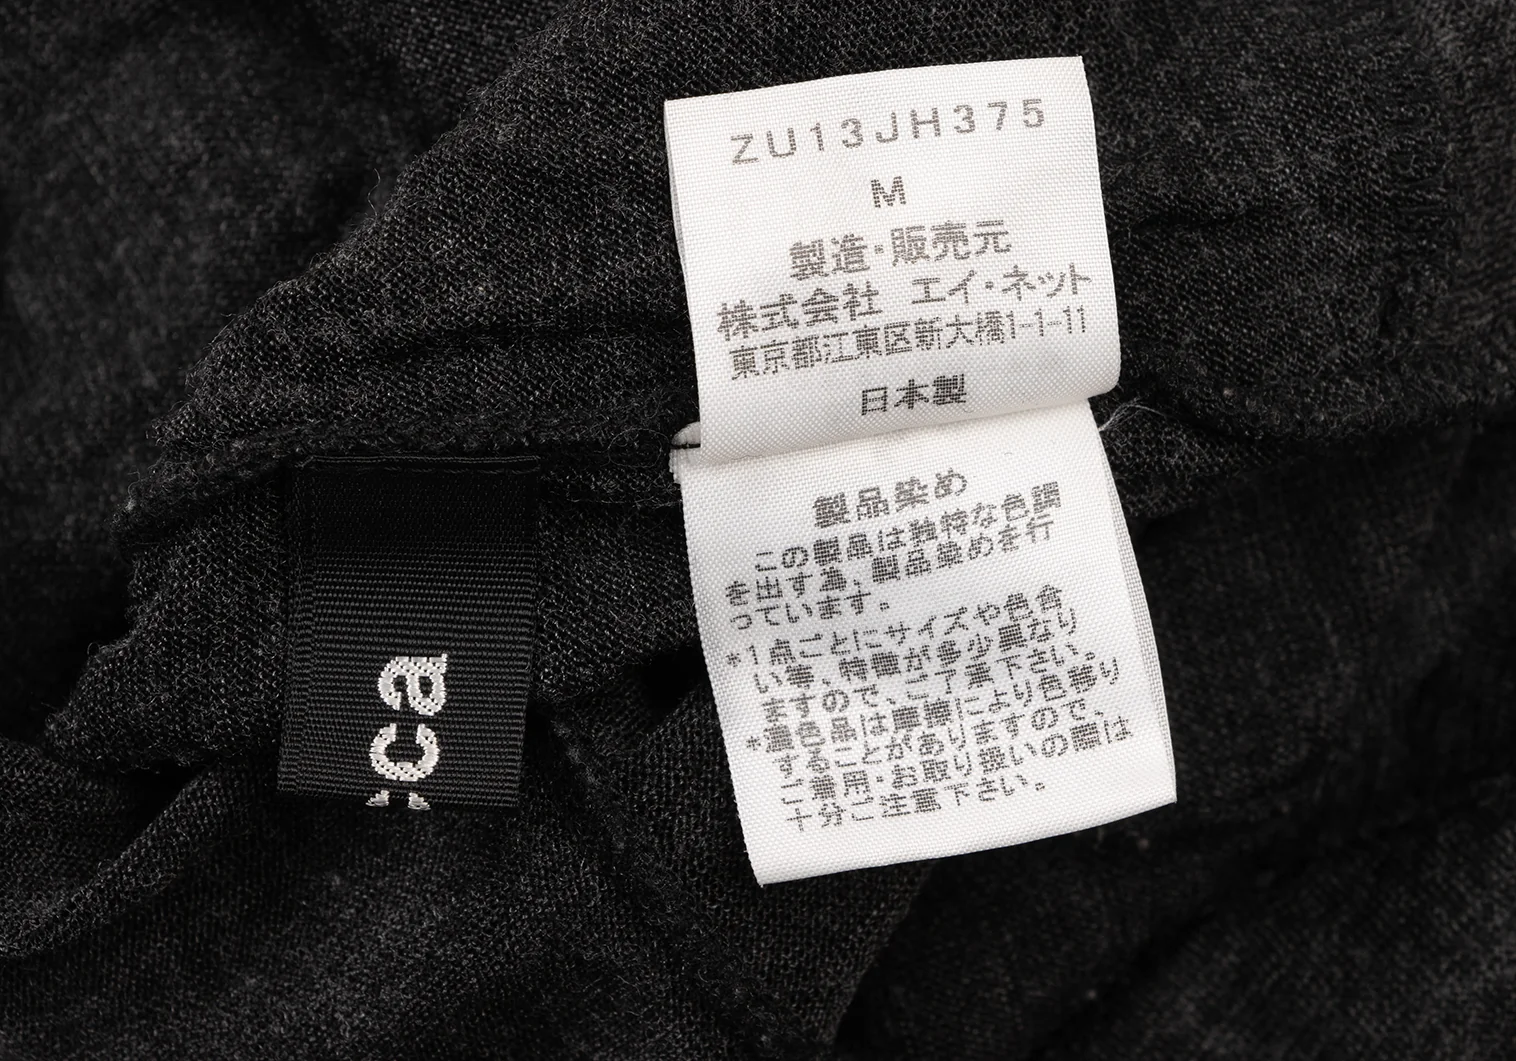 ZU13JH375
M
製造・販売元
株式会社 エイ・ネット
東京都江東区新大橋1-1-11
日本製
製品染め
この製品は独特な色調
を出す為、製品染めを行
っています。
*1点ごとにサイズや色合
い等、特徴が多少異なり
ますので、ご了承下さい。
*濃色品は摩擦により色移り
することがありますので、
ご着用・お取り扱いの際は
十分ご注意下さい。
ca